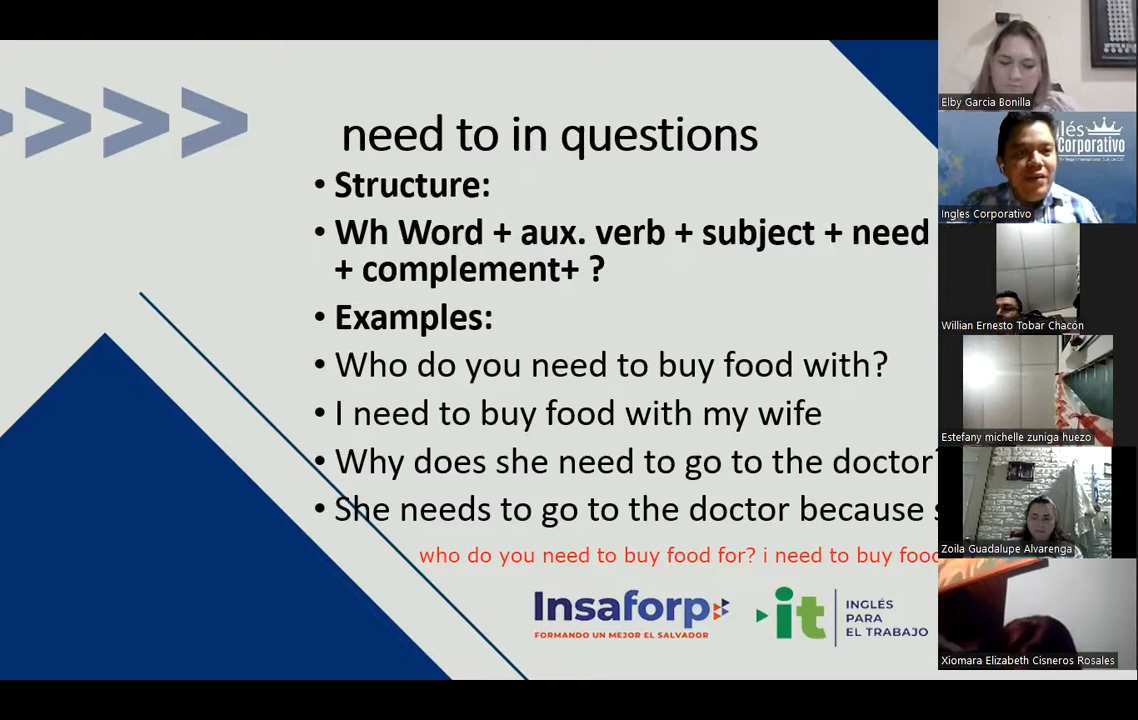 need to in questions
• Structure:
• Wh Word + aux. verb + subject + need
+ complement+ ?
• Examples:
• Who do you need to buy food with?
• I need to buy food with my wife
• Why does she need to go to the doctor?
• She needs to go to the doctor because s
who do you need to buy food for? i need to buy food
Insaforp
FORMANDO UN MEJOR EL SALVADOR
it
INGLÉS
PARA
EL TRABAJO
Elby Garcia Bonilla
lés
Corporativo
Ingles Corporativo
Willian Ernesto Tobar Chacón
Estefany michelle zuniga huezo
Zoila Guadalupe Alvarenga
Xiomara Elizabeth Cisneros Rosales